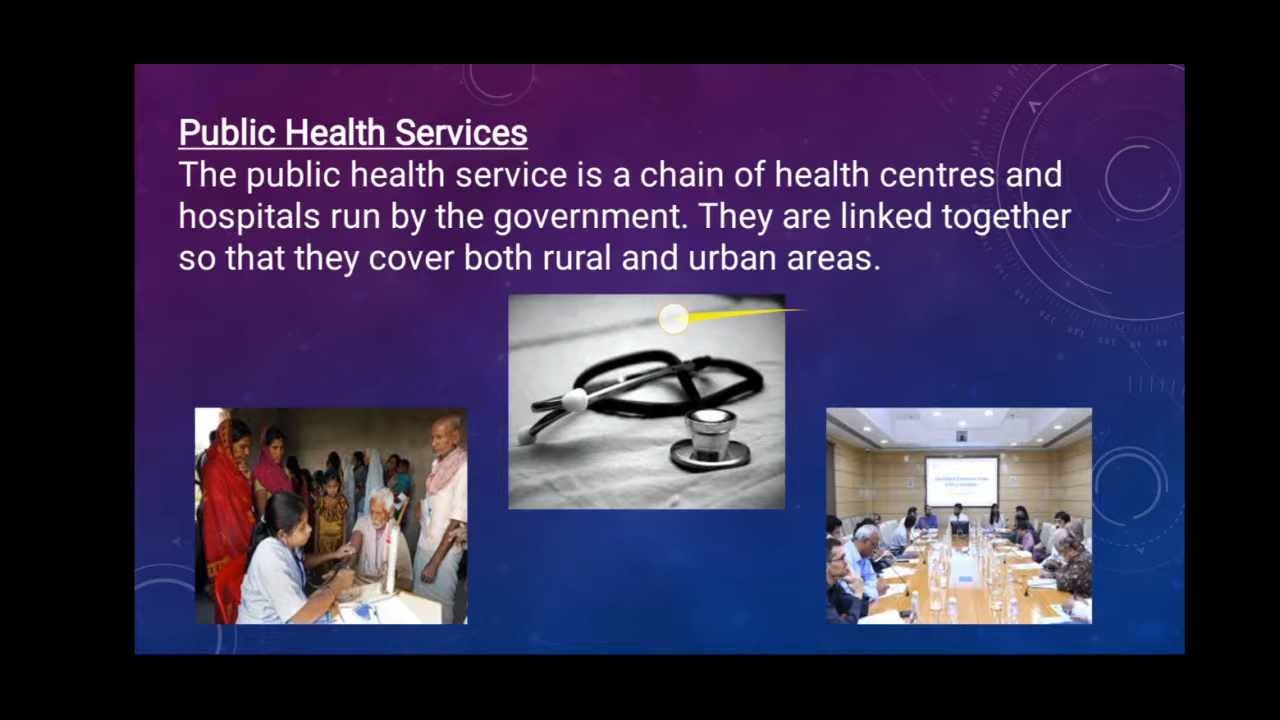 Public Health Services
The public health service is a chain of health centres and
hospitals run by the government. They are linked together
so that they cover both rural and urban areas.